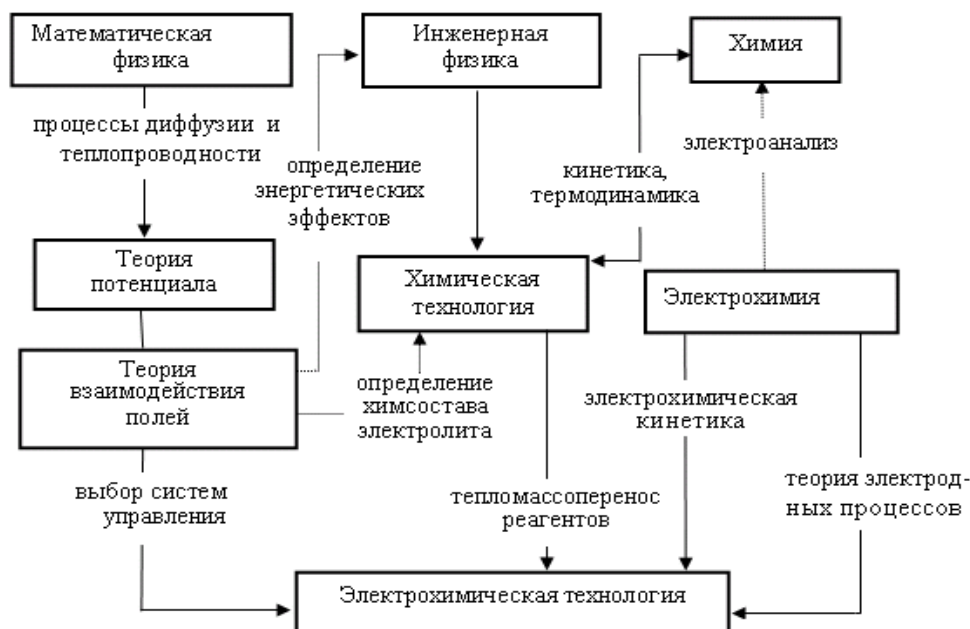 Математическая
физика
Инженерная
физика
Химия
процессы диффузии и
теплопроводности
определение
энергетических
эффектов
кинетика,
термодинамика
электроанализ
Теория
потенциала
Химическая
технология
Электрохимия
Теория
взаимодействия
полей
определение
химсостава
электролита
электрохимическая
кинетика
выбор систем
управления
тепломассоперенос
реагентов
теория электрод-
ных процессов
Электрохимическая технология